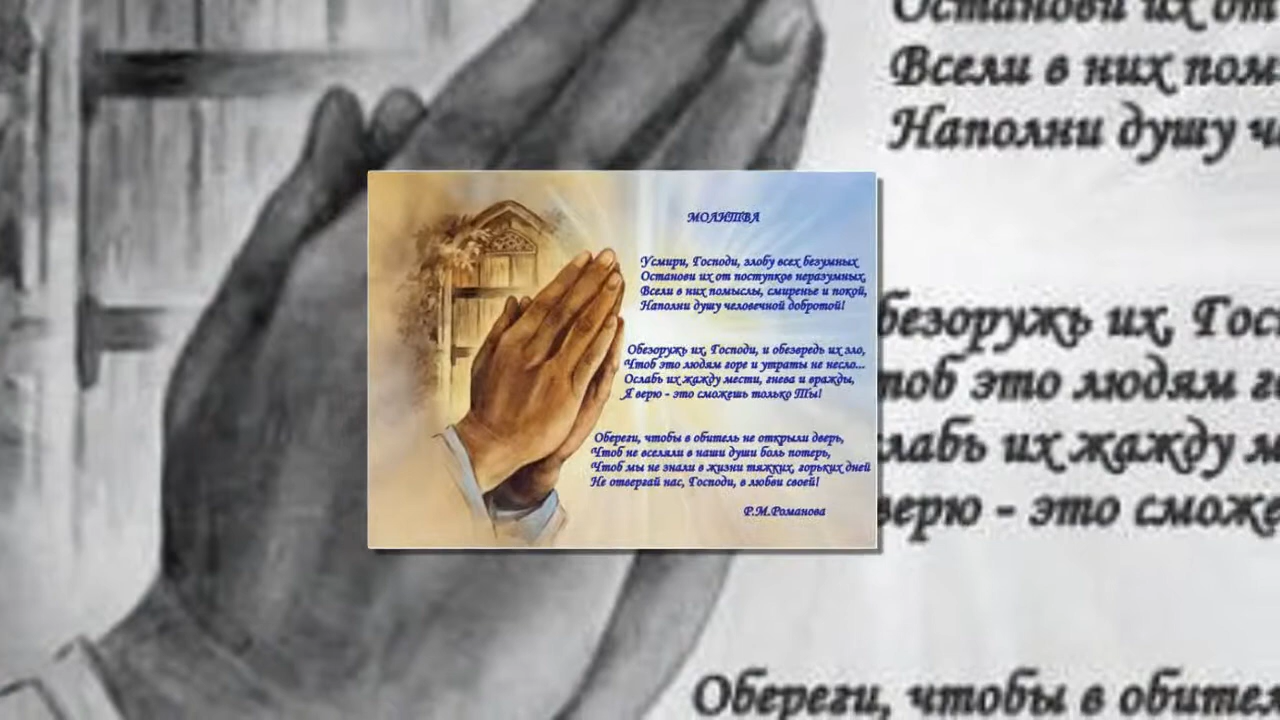 МОЛИТВА
Усмири, Господи, злобу всех безумных
Останови их от поступков неразумных,
Всели в них помыслы, смиренье и покой,
Наполни душу человечной добротой!
Обезоружь их, Господи, и обезвредь их зло,
Чтоб это людям горе и утраты не несло...
Ослабь их жажду мести, гнева и вражды,
Я верю - это сможешь только Ты!
Обереги, чтобы в обитель не открыли дверь,
Чтоб не вселяли в наши души боль потерь,
Чтоб мы не знали в жизни тяжких, горьких дней
Не отвергай нас, Господи, в любви своей!
Р.М.Романова
Останови их от
Всели в них пом
Наполни душу че
безоружь их, Гос
тоб это людям г
лабь их жажду м
верю - это сможе
Обереги, чтобы в обител